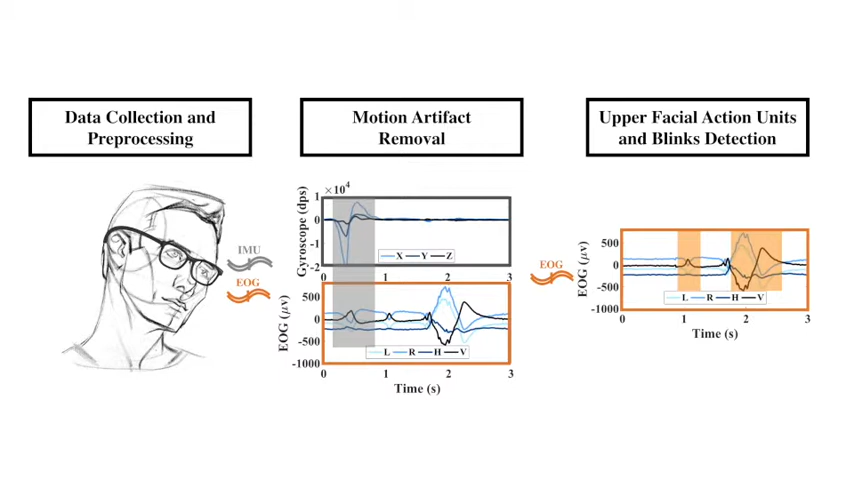 Data Collection and
Preprocessing
Motion Artifact
Removal
Upper Facial Action Units
and Blinks Detection
IMU
EOG
×10⁴
Gyroscope (dps)
1
0
-1
-2
X Y Z
0 1 2 3
EOG (μv)
500
0
-500
-1000
L R H V
0 1 2 3
Time (s)
EOG
EOG (μv)
500
0
-500
-1000
L R H V
0 1 2 3
Time (s)